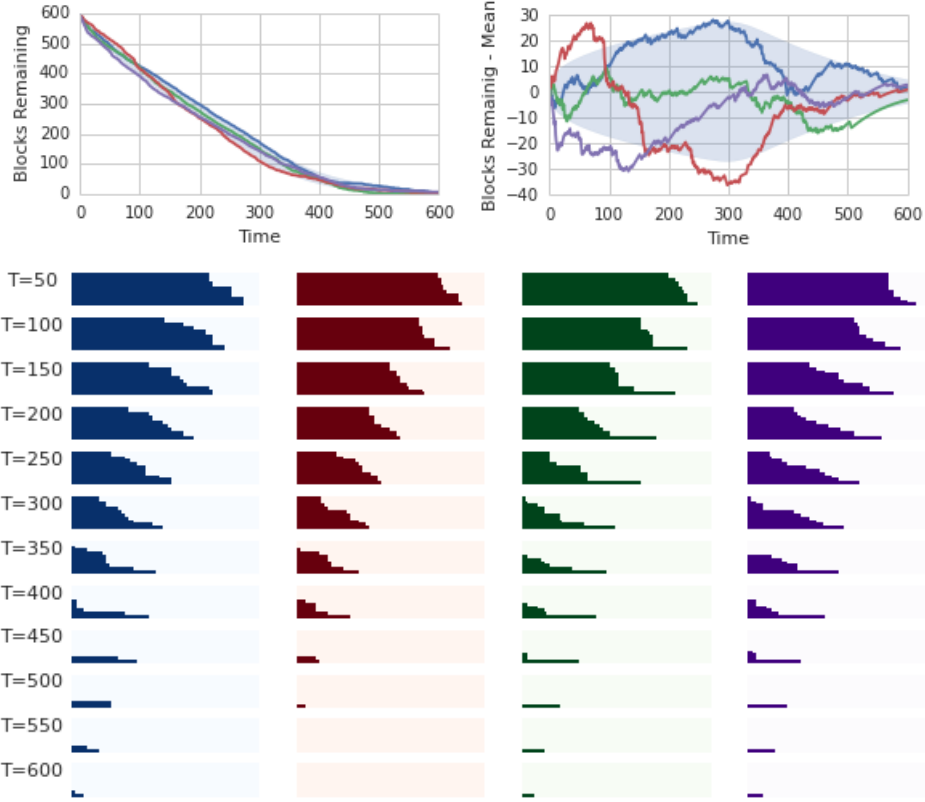 600
500
400
300
200
100
0
Blocks Remaining
0 100 200 300 400 500 600
Time
30
20
10
0
−10
−20
−30
−40
Blocks Remainig - Mean
0 100 200 300 400 500 600
Time
T=50
T=100
T=150
T=200
T=250
T=300
T=350
T=400
T=450
T=500
T=550
T=600